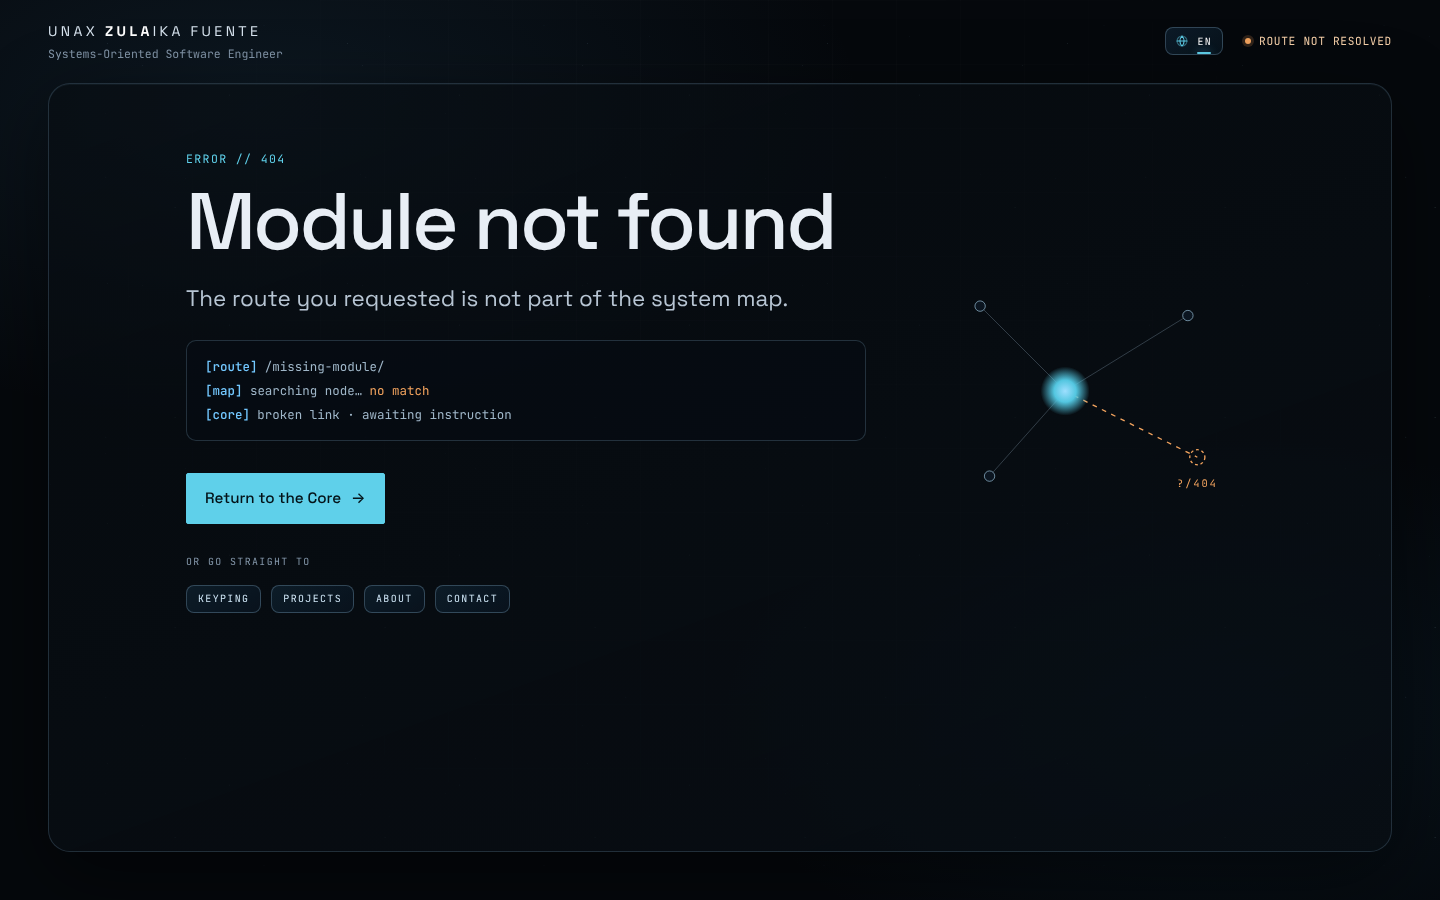 UNAX ZULAIKA FUENTE
Systems-Oriented Software Engineer
EN
ROUTE NOT RESOLVED
ERROR // 404
Module not found
The route you requested is not part of the system map.
[route] /missing-module/
[map] searching node… no match
[core] broken link · awaiting instruction
?/404
Return to the Core →
OR GO STRAIGHT TO
KEYPING
PROJECTS
ABOUT
CONTACT